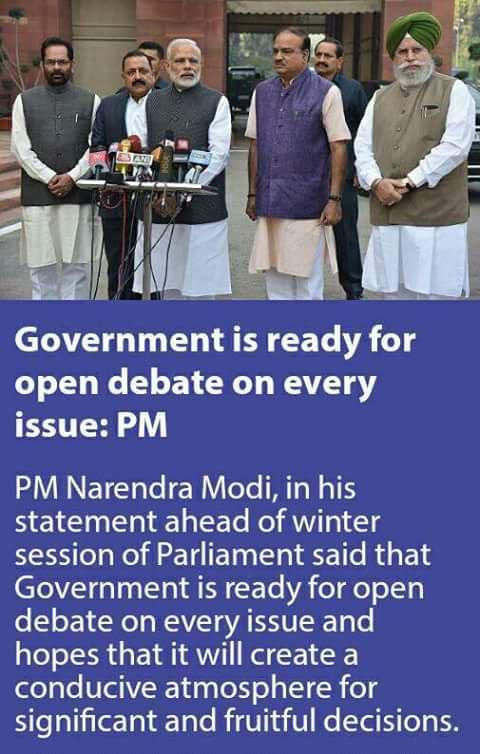 ANI
Government is ready for
open debate on every
issue: PM
PM Narendra Modi, in his
statement ahead of winter
session of Parliament said that
Government is ready for open
debate on every issue and
hopes that it will create a
conducive atmosphere for
significant and fruitful decisions.